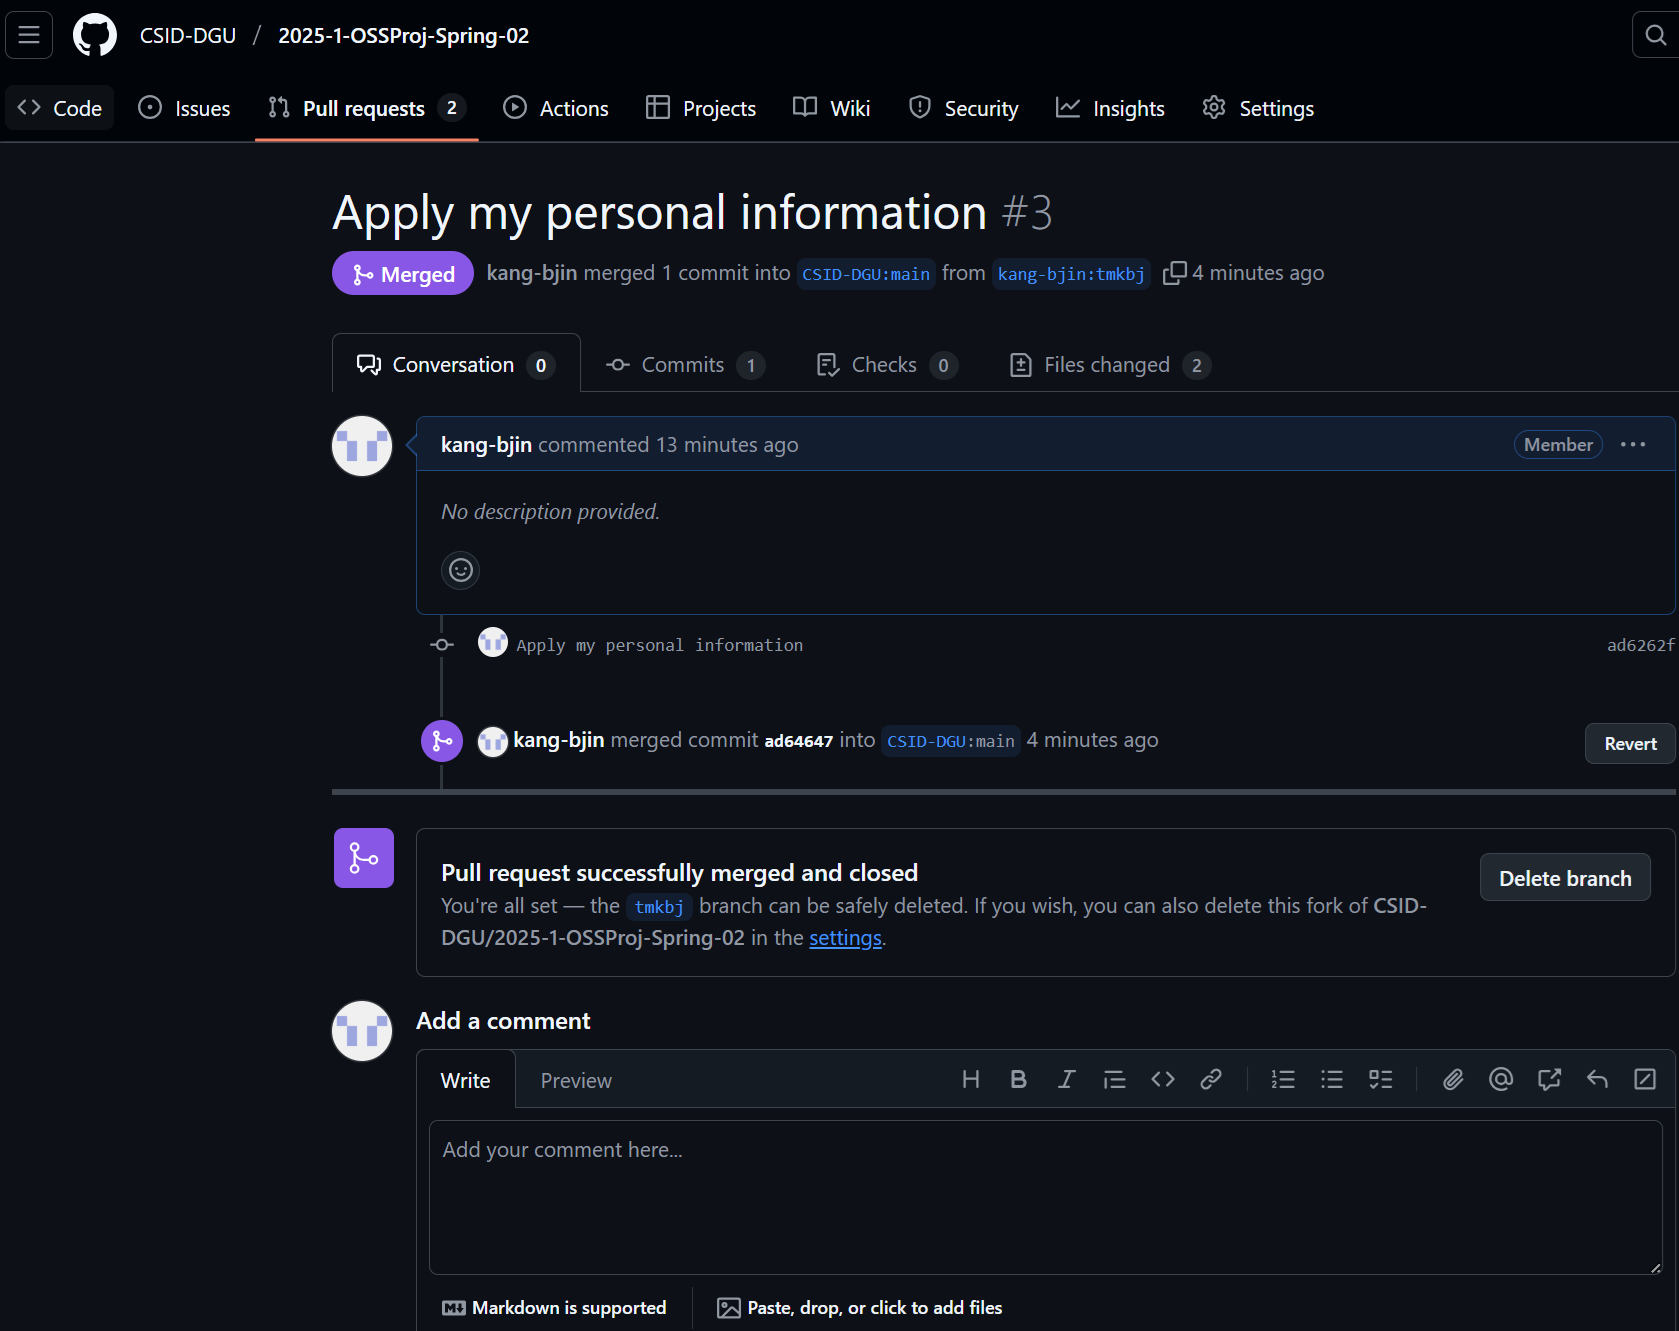 CSID-DGU / 2025-1-OSSProj-Spring-02
Code Issues Pull requests 2 Actions Projects Wiki Security Insights Settings
Apply my personal information #3
Merged kang-bjin merged 1 commit into CSID-DGU:main from kang-bjin:tmkbj 4 minutes ago
Conversation 0 Commits 1 Checks 0 Files changed 2
kang-bjin commented 13 minutes ago Member
No description provided.
Apply my personal information ad6262f
kang-bjin merged commit ad64647 into CSID-DGU:main 4 minutes ago Revert
Pull request successfully merged and closed Delete branch
You're all set — the tmkbj branch can be safely deleted. If you wish, you can also delete this fork of CSID-
DGU/2025-1-OSSProj-Spring-02 in the settings.
Add a comment
Write Preview
Add your comment here...
Markdown is supported Paste, drop, or click to add files